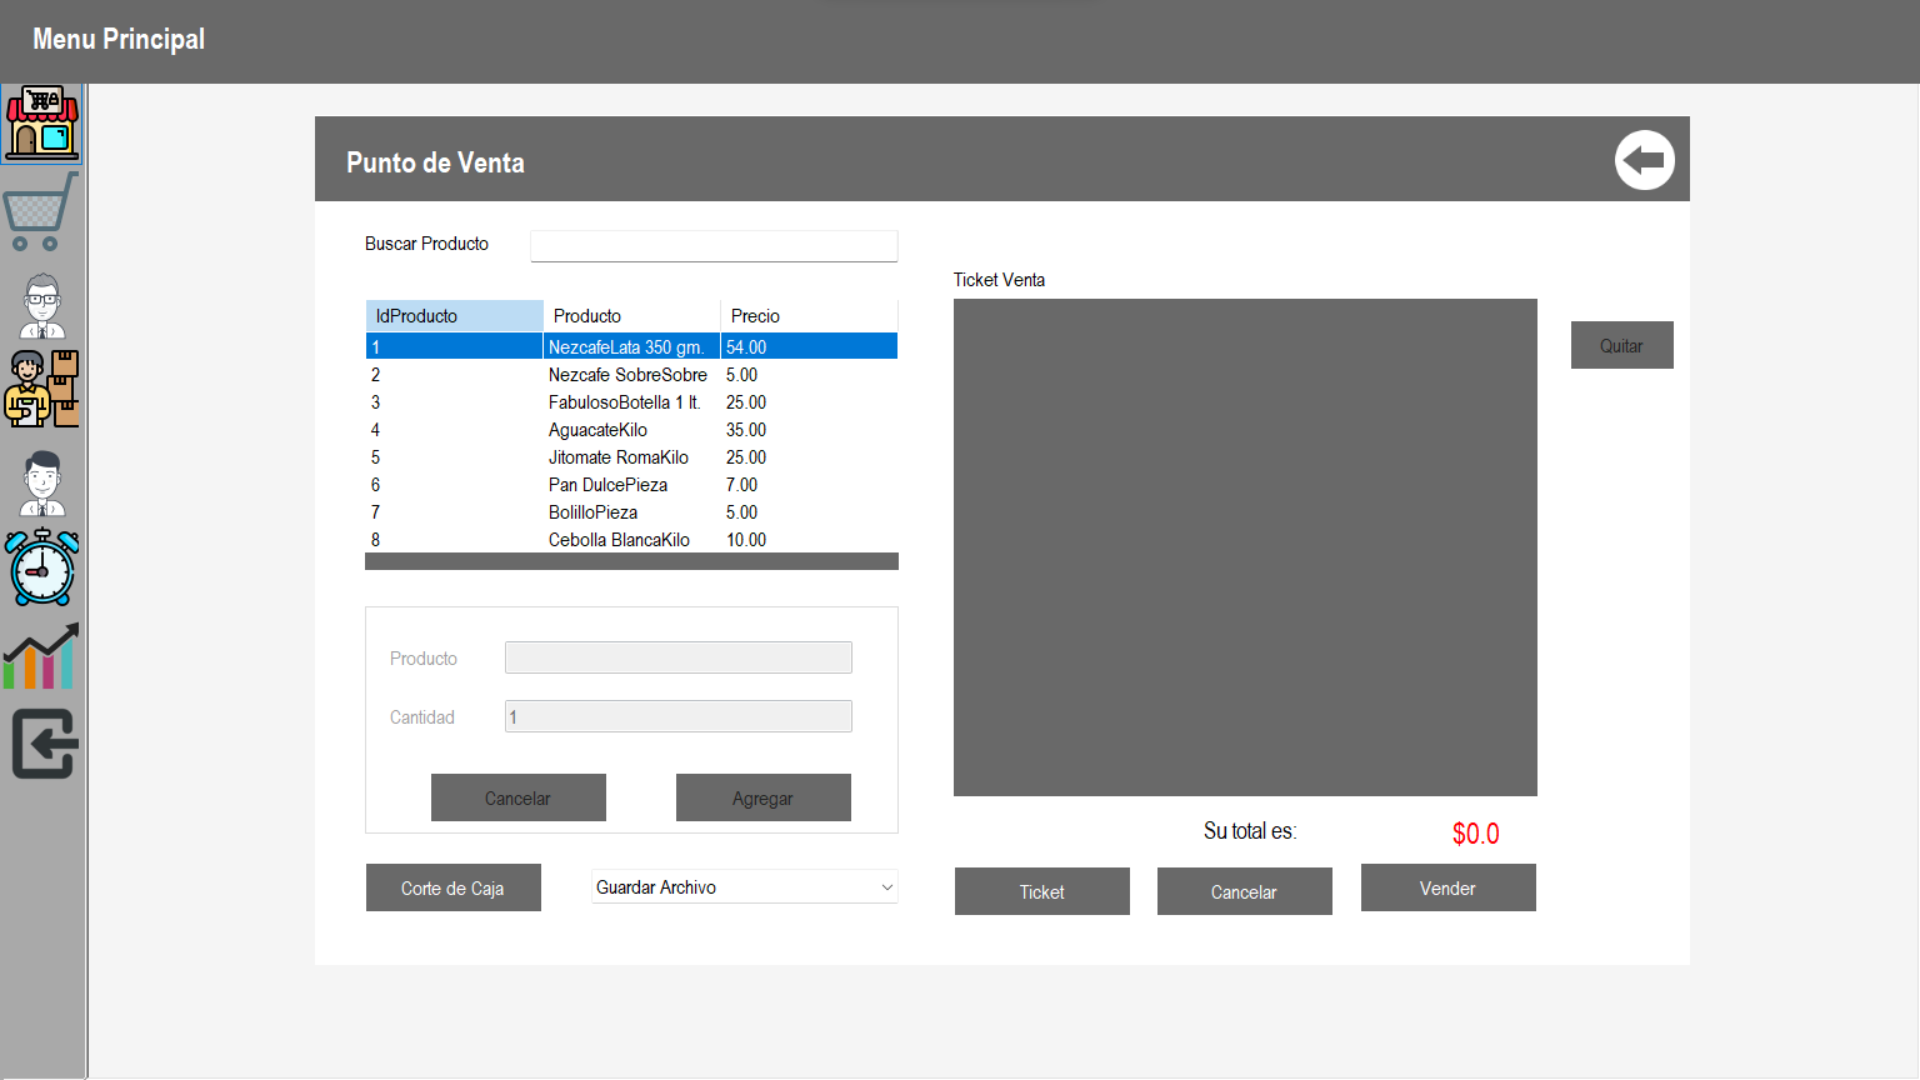 Menu Principal
Punto de Venta
Buscar Producto
IdProducto Producto Precio
1 NezcafeLata 350 gm. 54.00
2 Nezcafe SobreSobre 5.00
3 FabulosoBotella 1 lt. 25.00
4 AguacateKilo 35.00
5 Jitomate RomaKilo 25.00
6 Pan DulcePieza 7.00
7 BolilloPieza 5.00
8 Cebolla BlancaKilo 10.00
Producto
Cantidad 1
Cancelar Agregar
Corte de Caja Guardar Archivo
Ticket Venta
Quitar
Su total es: $0.0
Ticket Cancelar Vender